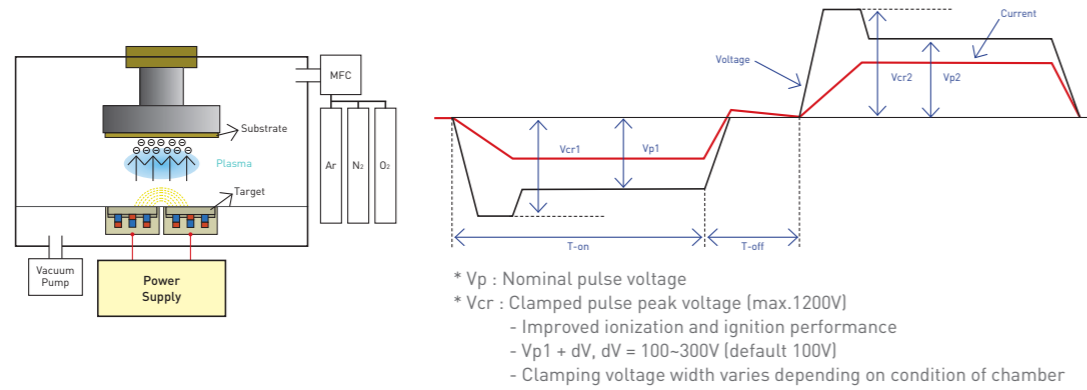 MFC
Substrate
Plasma
Ar
N₂
O₂
Target
Vacuum
Pump
Power
Supply
Voltage
Current
Vcr2
Vp2
Vcr1
Vp1
T-on
T-off
* Vp : Nominal pulse voltage
* Vcr : Clamped pulse peak voltage (max.1200V)
- Improved ionization and ignition performance
- Vp1 + dV, dV = 100~300V (default 100V)
- Clamping voltage width varies depending on condition of chamber